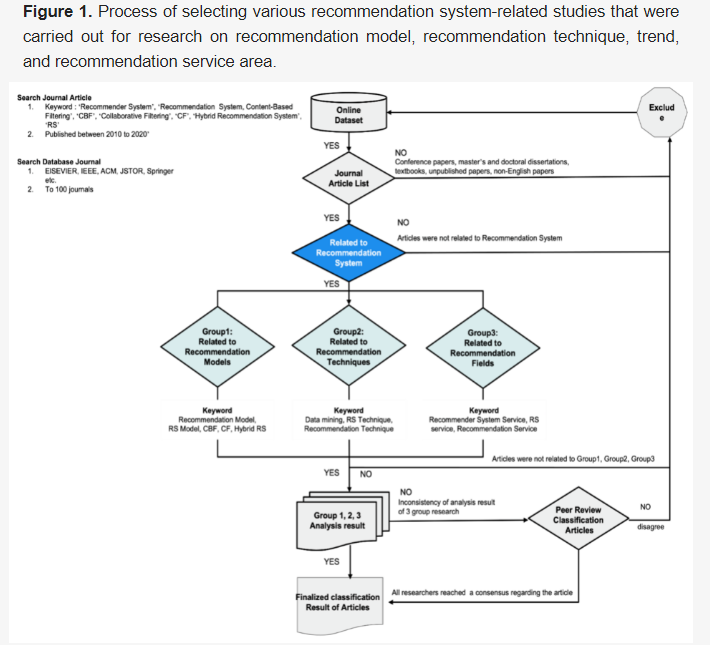 Figure 1. Process of selecting various recommendation system-related studies that were
carried out for research on recommendation model, recommendation technique, trend,
and recommendation service area.
Search Journal Article
1. Keyword : 'Recommender System', 'Recommendation System, Content-Based
Filtering', 'CBF', 'Collaborative Filtering', 'CF', 'Hybrid Recommendation System',
'RS'
2. Published between 2010 to 2020'
Search Database Journal
1. EISEVIER, IEEE, ACM, JSTOR, Springer
etc.
2. To 100 journals
Online
Dataset
Exclud
e
YES
NO
Conference papers, master's and doctoral dissertations,
textbooks, unpublished papers, non-English papers
Journal
Article List
YES
NO
Articles were not related to Recommendation System
Related to
Recommendation
System
YES
Group1:
Related to
Recommendation
Models
Group2:
Related to
Recommendation
Techniques
Group3:
Related to
Recommendation
Fields
Keyword
Recommendation Model,
RS Model, CBF, CF, Hybrid RS
Keyword
Data mining, RS Technique,
Recommendation Technique
Keyword
Recommender System Service, RS
service, Recommendation Service
Articles were not related to Group1, Group2, Group3
YES
NO
Group 1, 2, 3
Analysis result
NO
Inconsistency of analysis result
of 3 group research
Peer Review
Classification
Articles
NO
disagree
YES
Finalized classification
Result of Articles
All researchers reached a consensus regarding the article